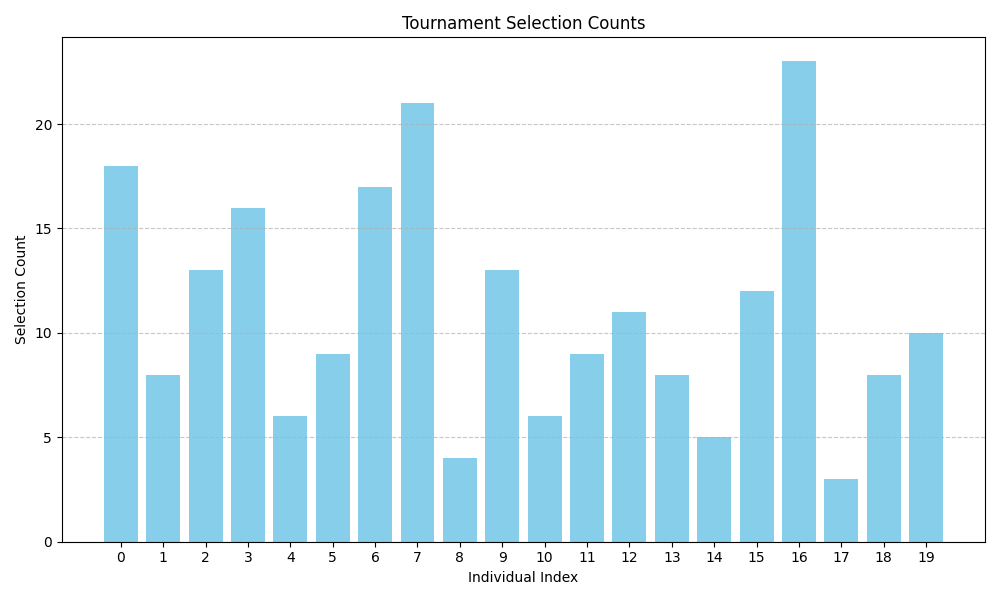 Tournament Selection Counts
Selection Count
20
15
10
5
0
0 1 2 3 4 5 6 7 8 9 10 11 12 13 14 15 16 17 18 19
Individual Index